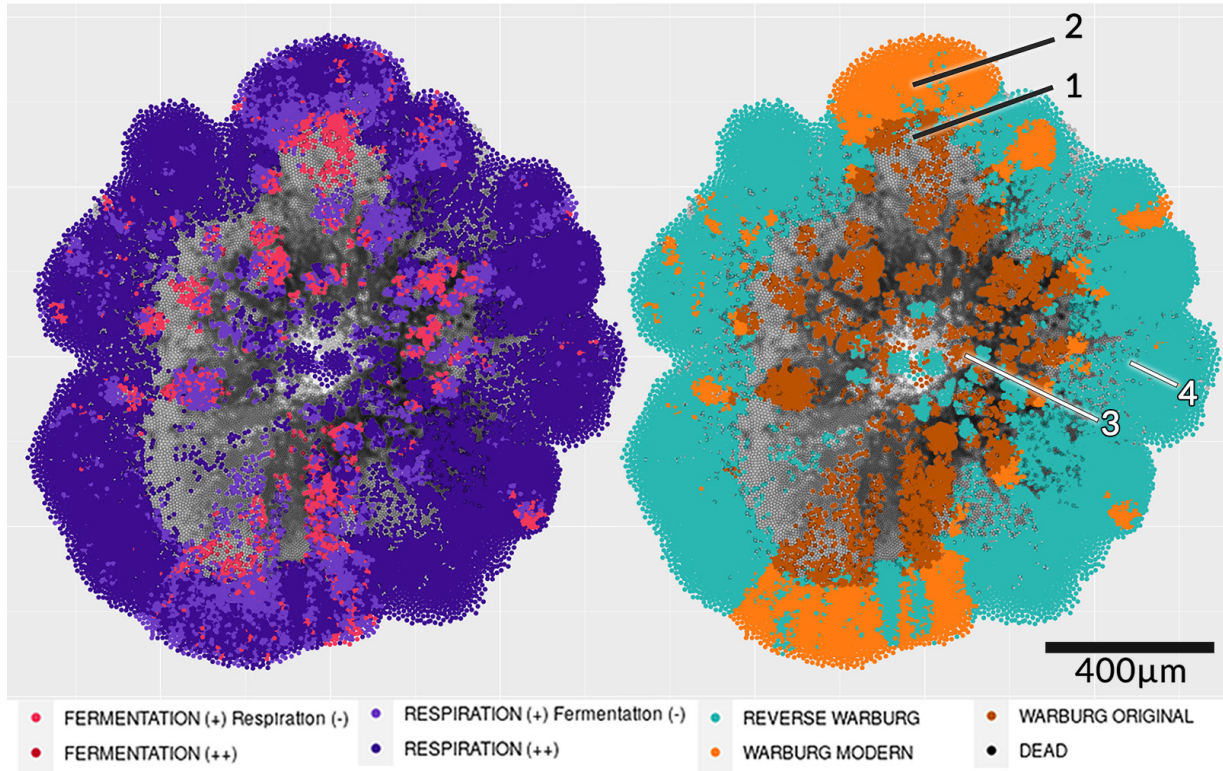 2
1
4
3
400µm
FERMENTATION (+) Respiration (-)
RESPIRATION (+) Fermentation (-)
REVERSE WARBURG
WARBURG ORIGINAL
FERMENTATION (++)
RESPIRATION (++)
WARBURG MODERN
DEAD